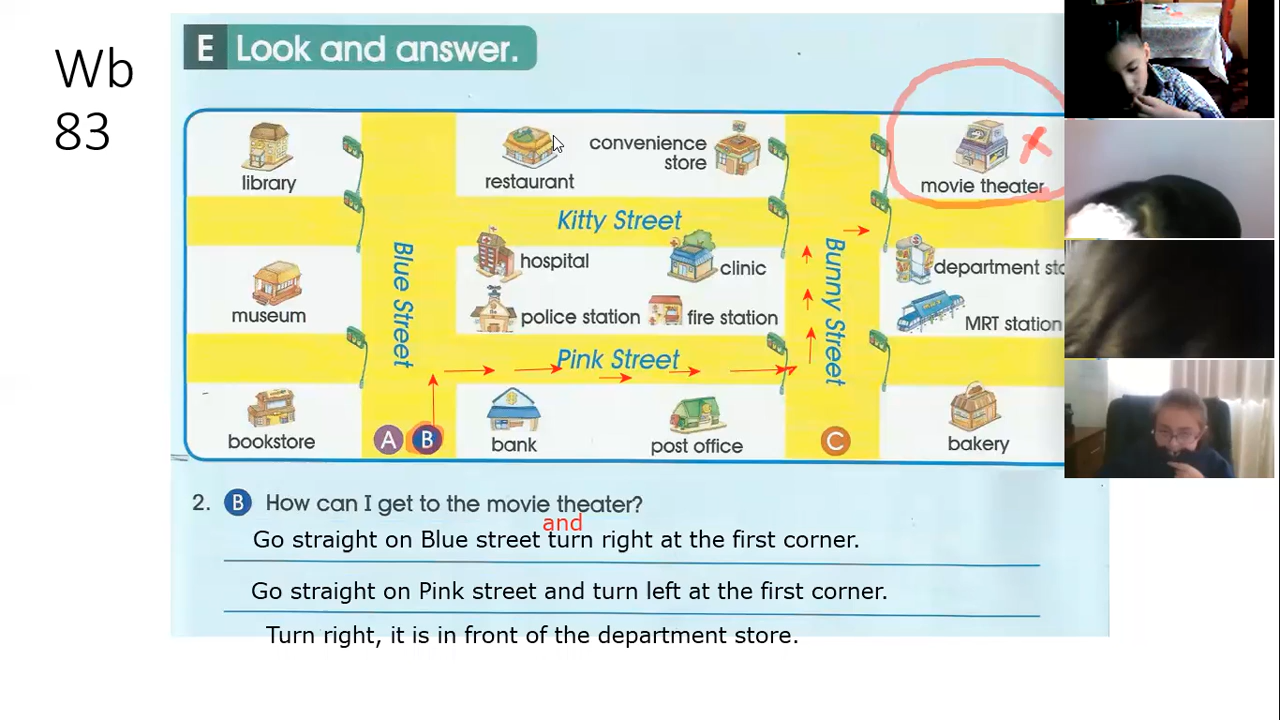 Wb
83
E Look and answer.
library
restaurant
convenience
store
movie theater
Kitty Street
Blue Street
hospital
clinic
Bunny Street
department sto
museum
police station
fire station
MRT station
Pink Street
bookstore
A
B
bank
post office
C
bakery
2. B How can I get to the movie theater?
and
Go straight on Blue street turn right at the first corner.
Go straight on Pink street and turn left at the first corner.
Turn right, it is in front of the department store.